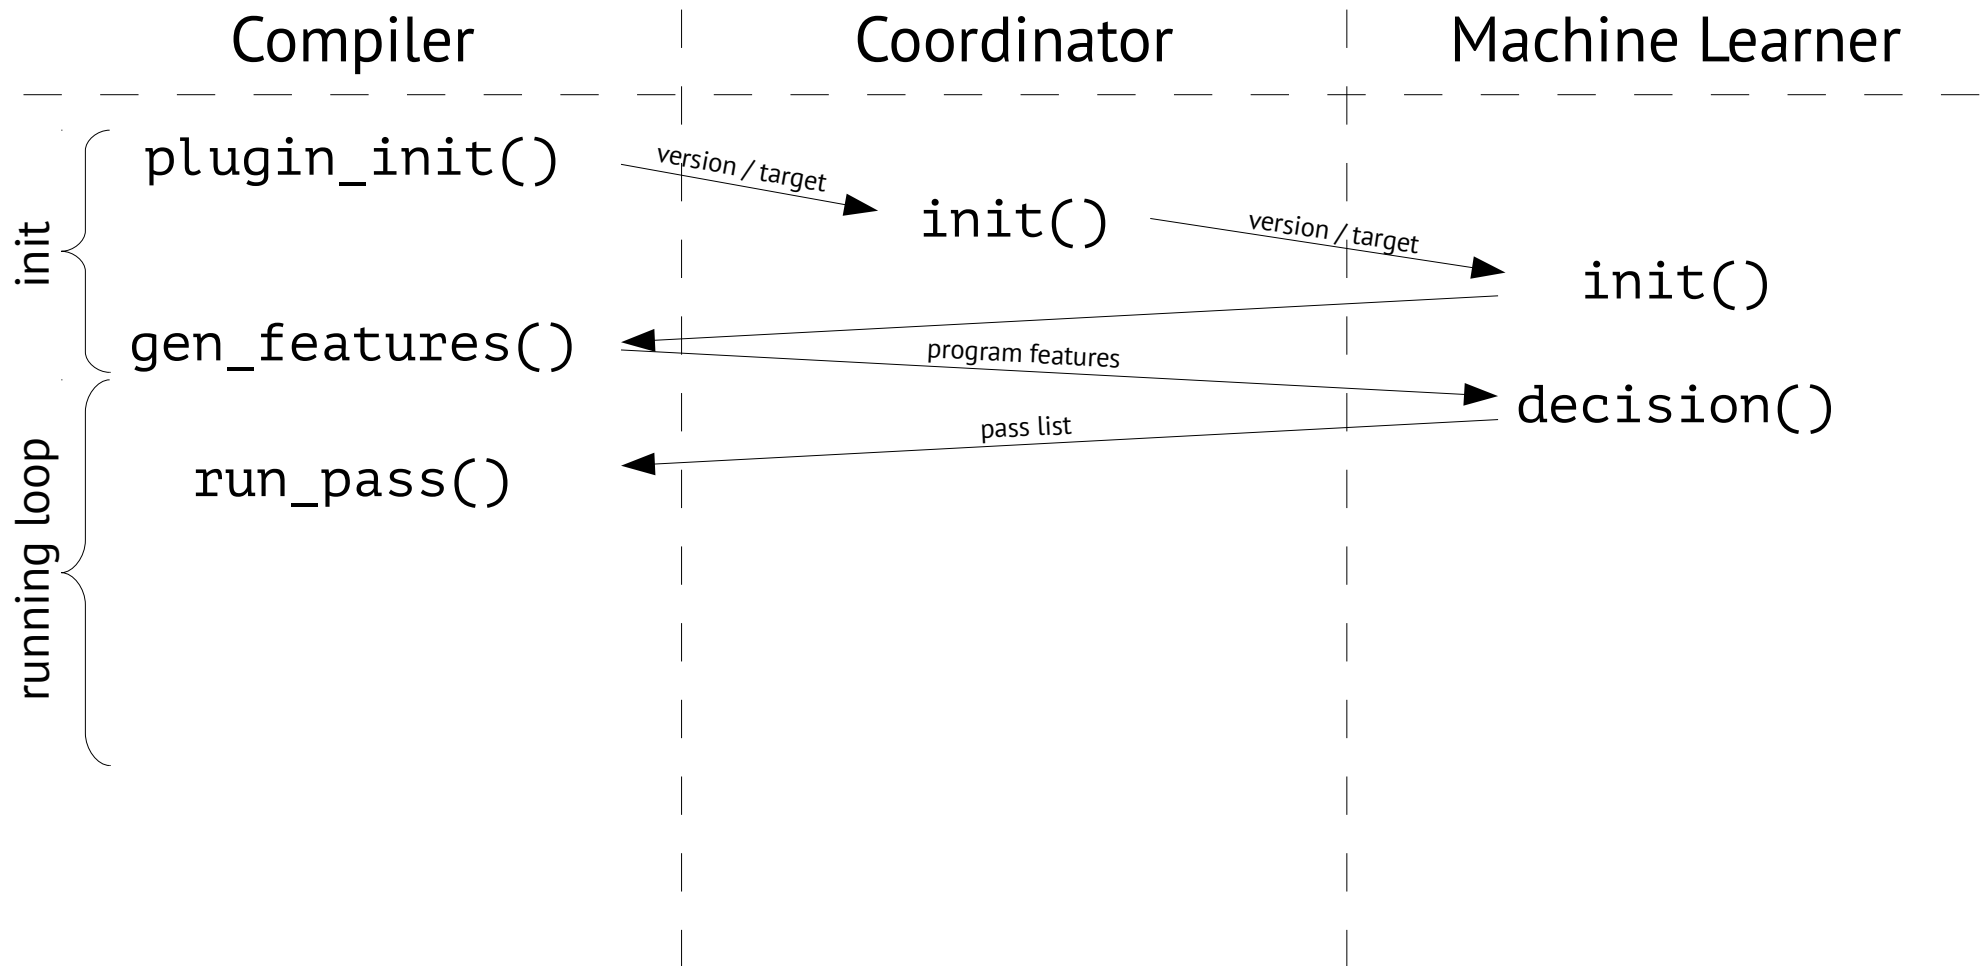 Compiler
Coordinator
Machine Learner
init
plugin_init()
version / target
init()
version / target
init()
gen_features()
program features
decision()
pass list
run_pass()
running loop